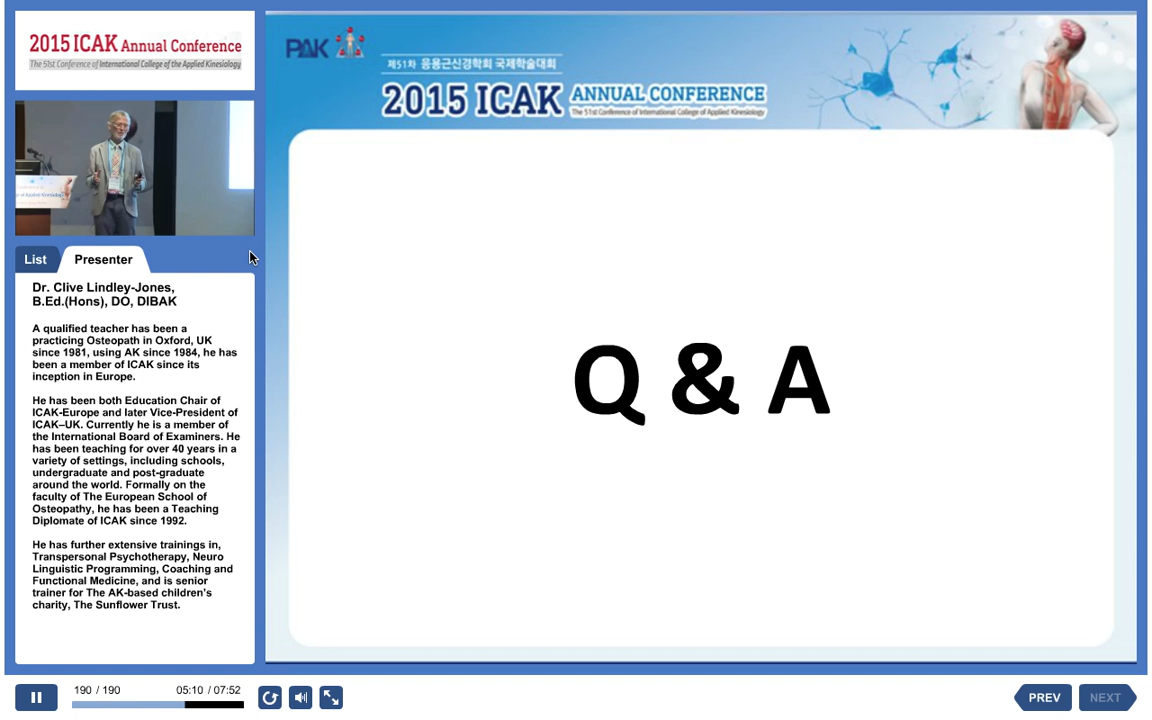 2015 ICAK Annual Conference
The 51st Conference of International College of the Applied Kinesiology
List
Presenter
Dr. Clive Lindley-Jones,
B.Ed.(Hons), DO, DIBAK
A qualified teacher has been a
practicing Osteopath in Oxford, UK
since 1981, using AK since 1984, he has
been a member of ICAK since its
inception in Europe.
He has been both Education Chair of
ICAK-Europe and later Vice-President of
ICAK–UK. Currently he is a member of
the International Board of Examiners. He
has been teaching for over 40 years in a
variety of settings, including schools,
undergraduate and post-graduate
around the world. Formally on the
faculty of The European School of
Osteopathy, he has been a Teaching
Diplomate of ICAK since 1992.
He has further extensive trainings in,
Transpersonal Psychotherapy, Neuro
Linguistic Programming, Coaching and
Functional Medicine, and is senior
trainer for The AK-based children's
charity, The Sunflower Trust.
PAK
제51차 응용근신경학회 국제학술대회
2015 ICAK ANNUAL CONFERENCE
The 51st Conference of International College of Applied Kinesiology
Q & A
190 / 190
05:10 / 07:52
PREV
NEXT